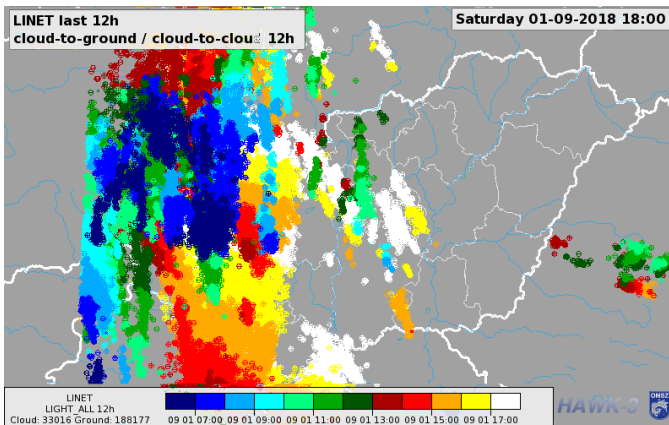 LINET last 12h
cloud-to-ground / cloud-to-cloud 12h
Saturday 01-09-2018 18:00
LINET
LIGHT_ALL 12h
Cloud: 33016 Ground: 188177
09 01 07:00 09 01 09:00 09 01 11:00 09 01 13:00 09 01 15:00 09 01 17:00
HAWK-3
OMSZ